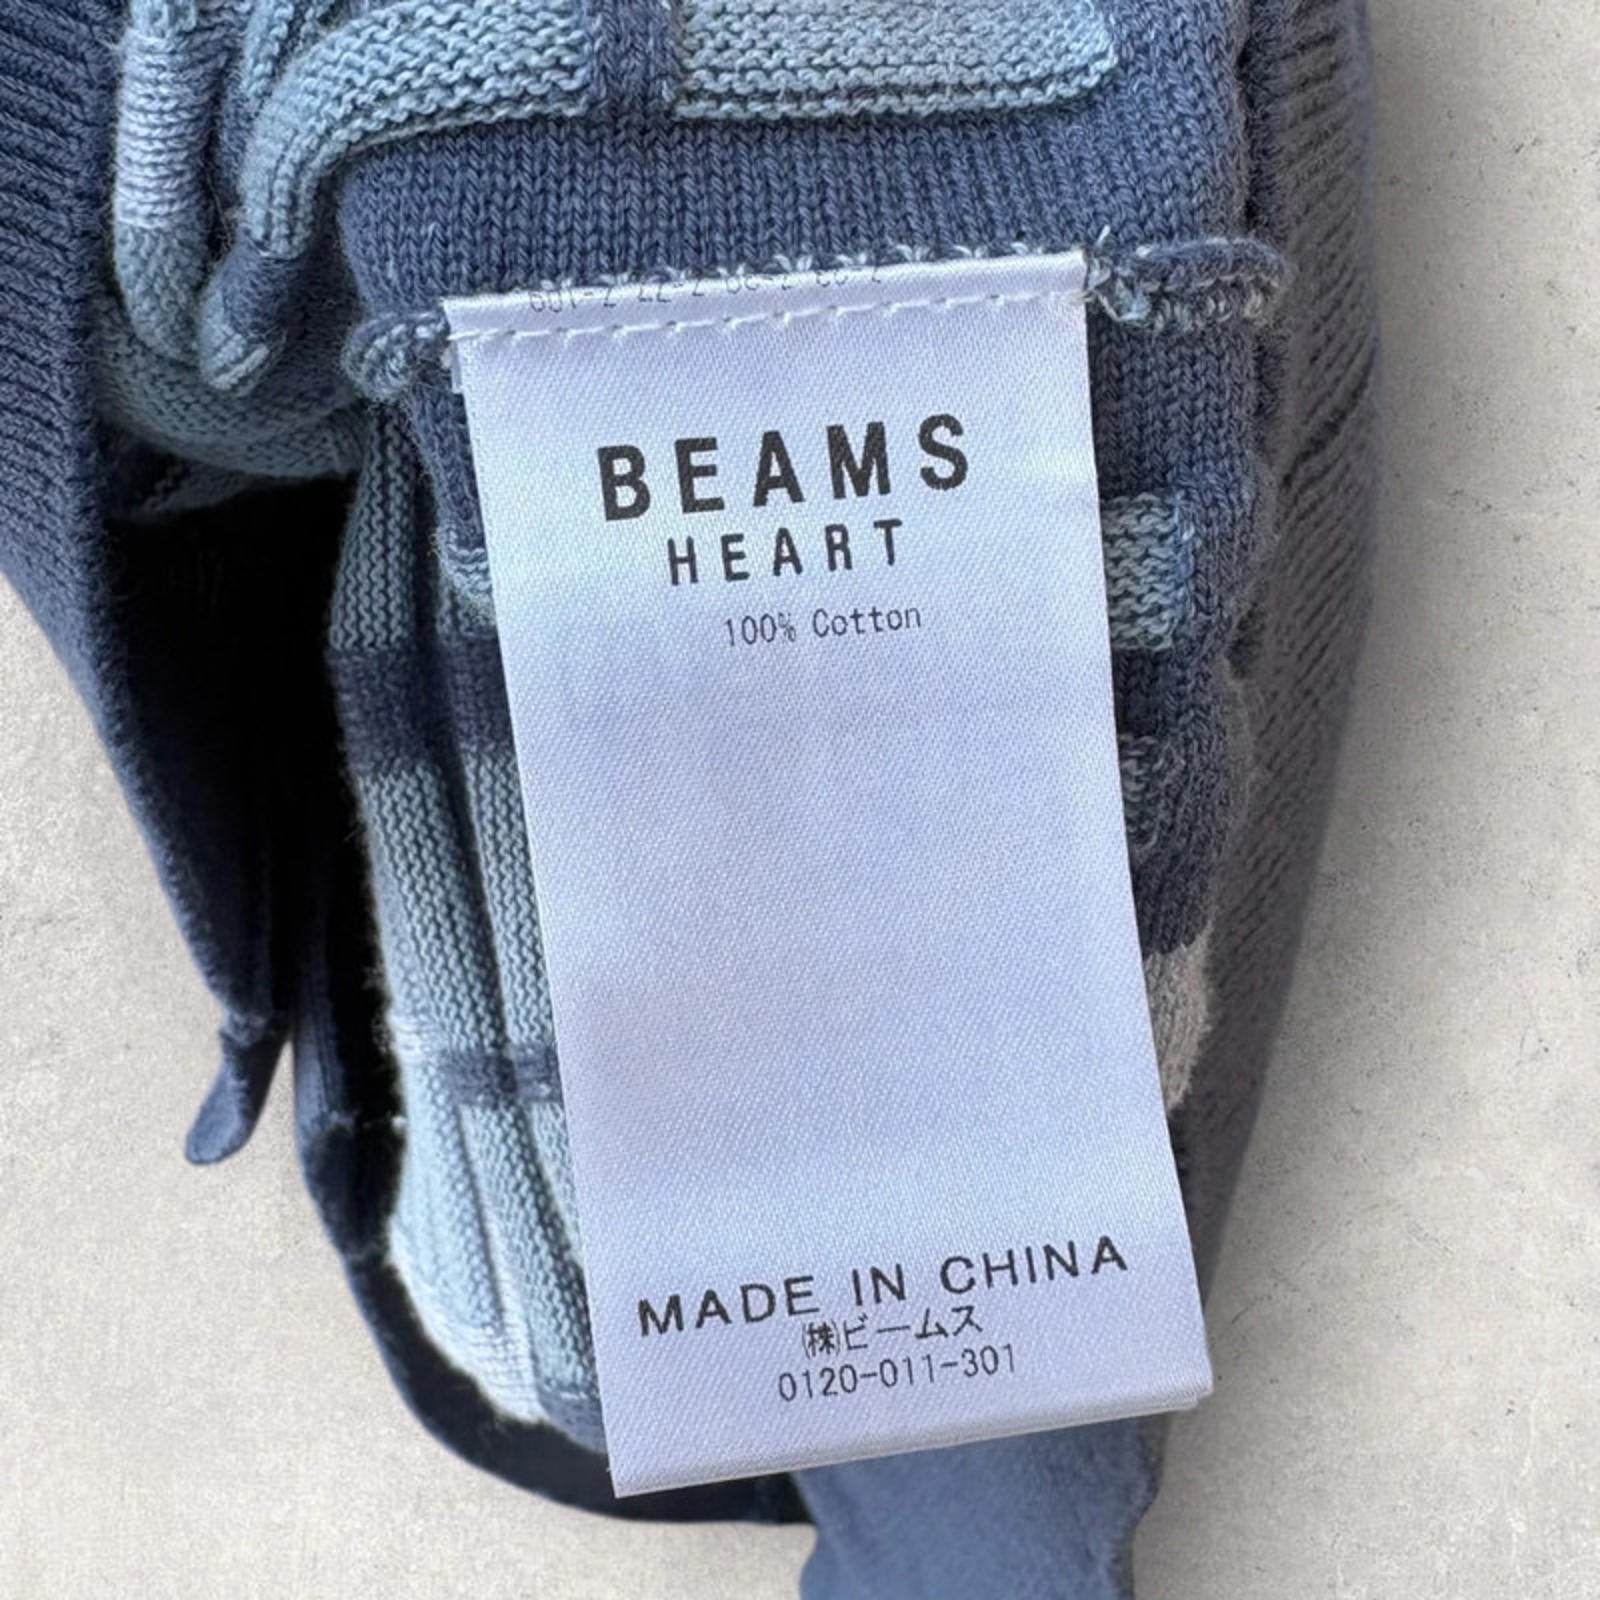 BEAMS
HEART
100% Cotton
MADE IN CHINA
㈱ビームス
0120-011-301